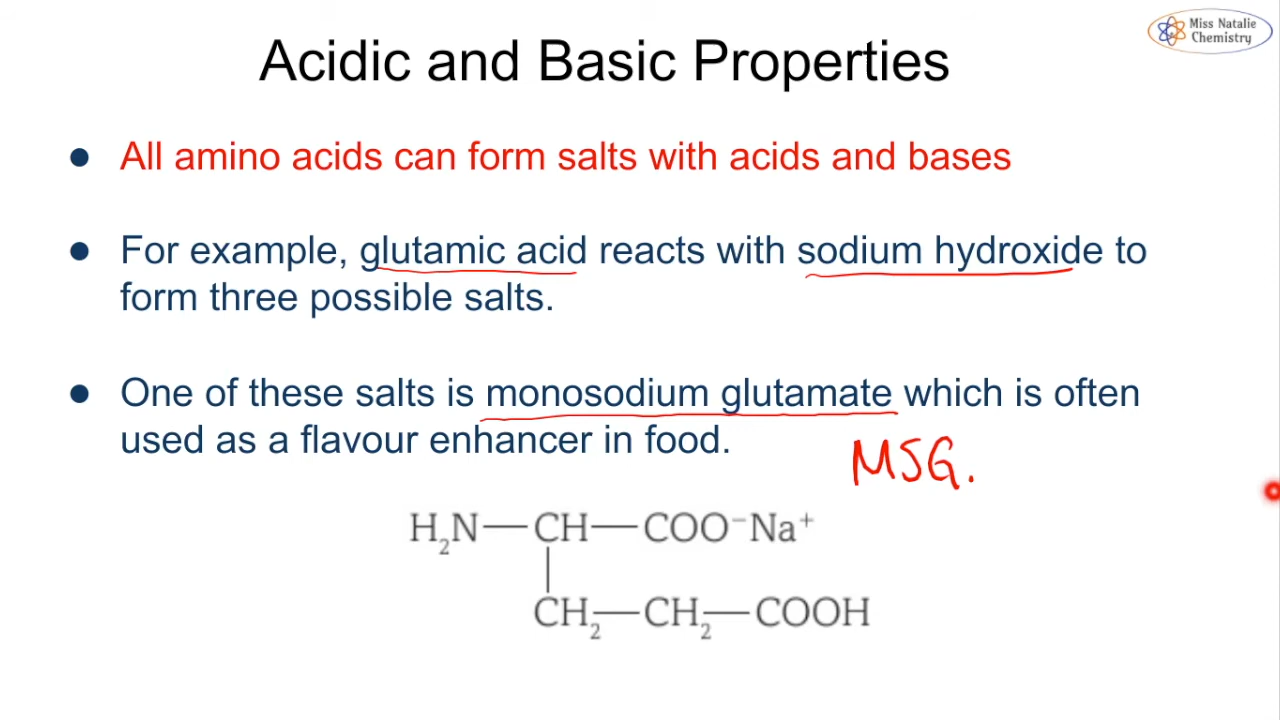 Miss Natalie
Chemistry
Acidic and Basic Properties
● All amino acids can form salts with acids and bases
● For example, glutamic acid reacts with sodium hydroxide to
form three possible salts.
● One of these salts is monosodium glutamate which is often
used as a flavour enhancer in food.
MSG.
H₂N—CH—COO⁻Na⁺
CH₂—CH₂—COOH